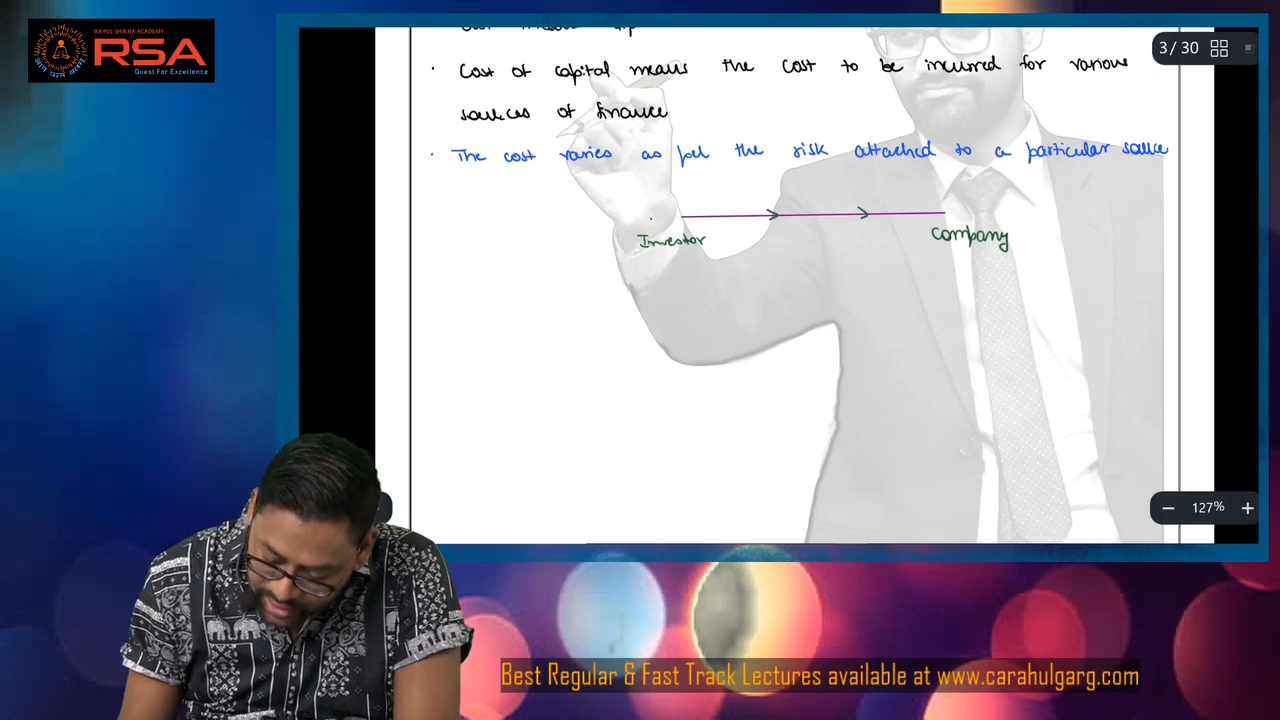 RAHUL SHIKHA ACADEMY
RSA
Quest For Excellence
3 / 30
Cost of capital means the cost to be incurred for various
sources of finance
The cost varies as per the risk attached to a particular source
Investor
Company
127%
Best Regular & Fast Track Lectures available at www.carahulgarg.com